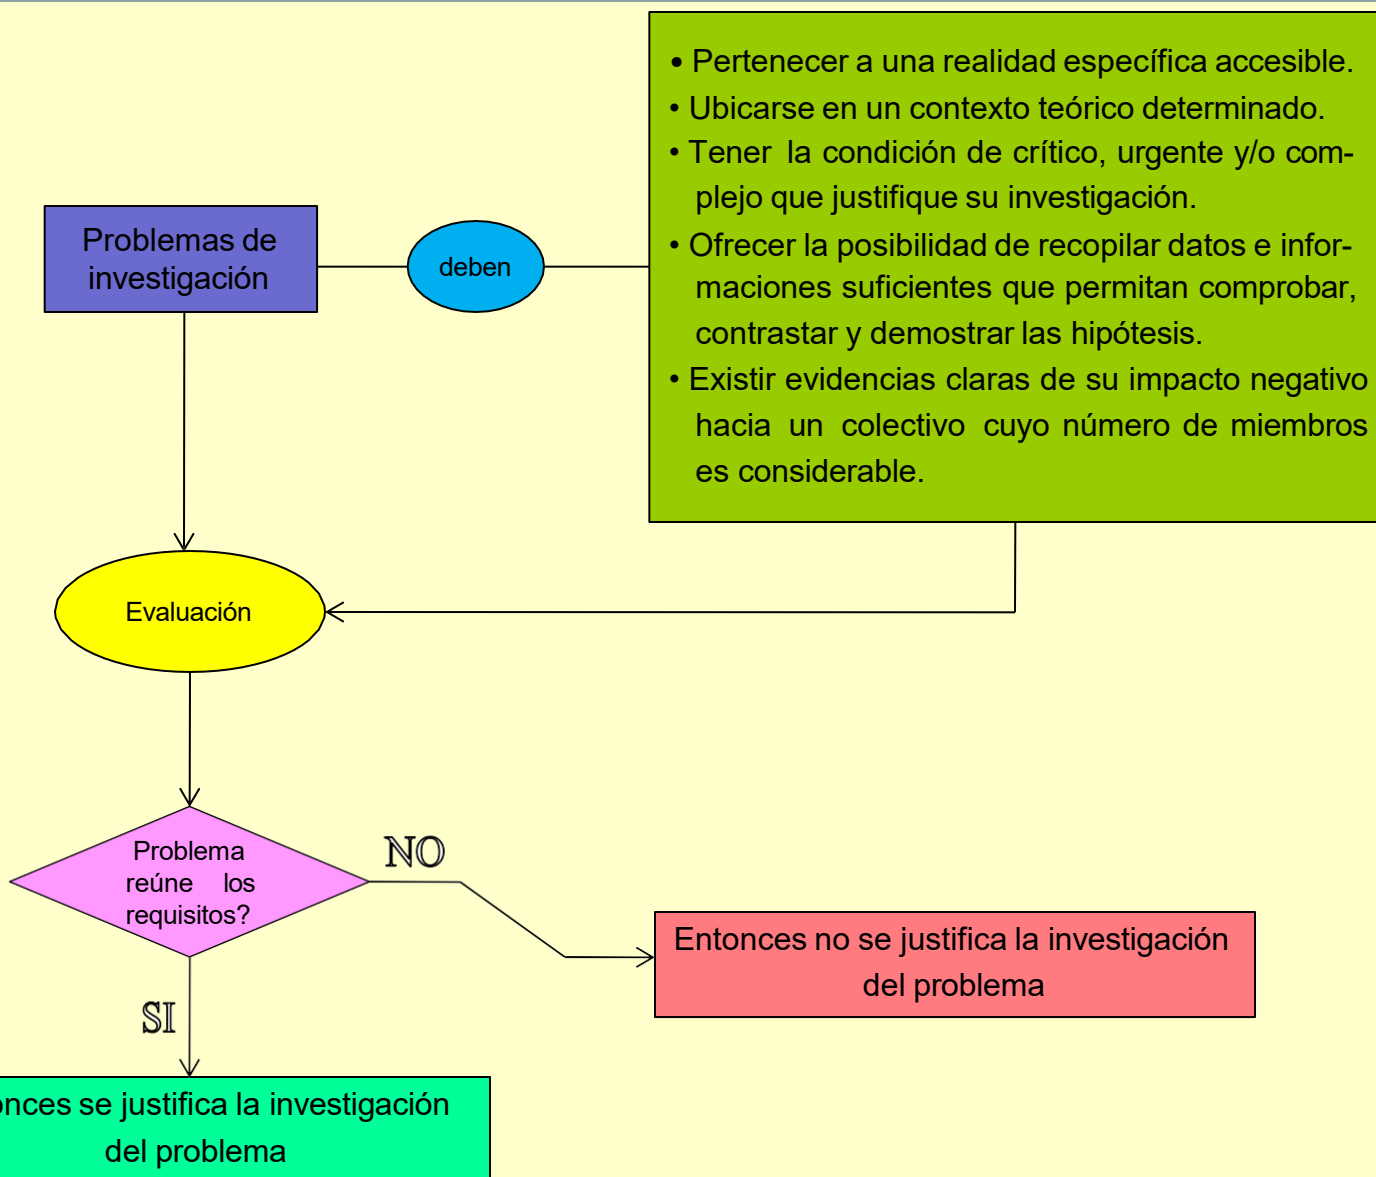 • Pertenecer a una realidad específica accesible.
• Ubicarse en un contexto teórico determinado.
• Tener la condición de crítico, urgente y/o com-
plejo que justifique su investigación.
• Ofrecer la posibilidad de recopilar datos e infor-
maciones suficientes que permitan comprobar,
contrastar y demostrar las hipótesis.
• Existir evidencias claras de su impacto negativo
hacia un colectivo cuyo número de miembros
es considerable.
Problemas de
investigación
deben
Evaluación
Problema
reúne los
requisitos?
NO
Entonces no se justifica la investigación
del problema
SI
se justifica la investigación
del problema